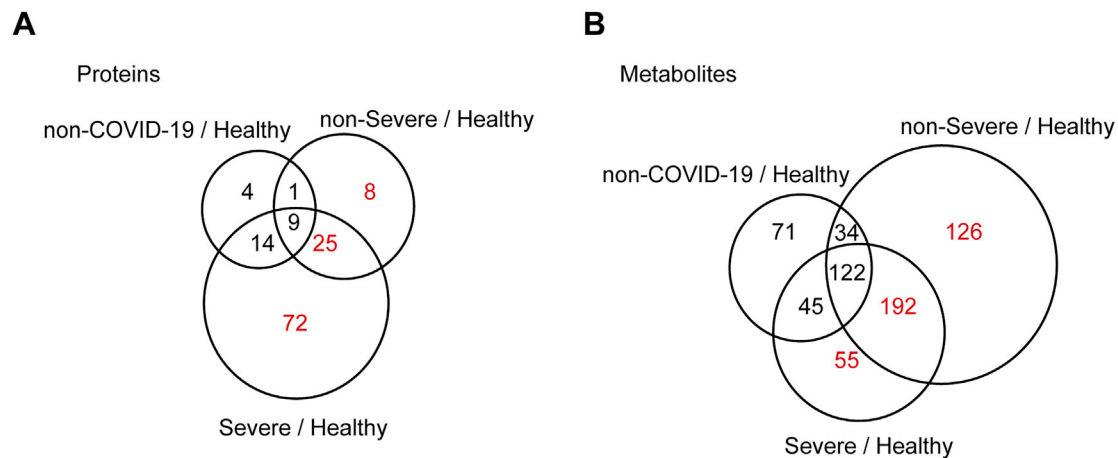 A
Proteins
non-COVID-19 / Healthy
non-Severe / Healthy
4
1
8
9
14
25
72
Severe / Healthy
B
Metabolites
non-Severe / Healthy
non-COVID-19 / Healthy
71
34
126
122
45
192
55
Severe / Healthy